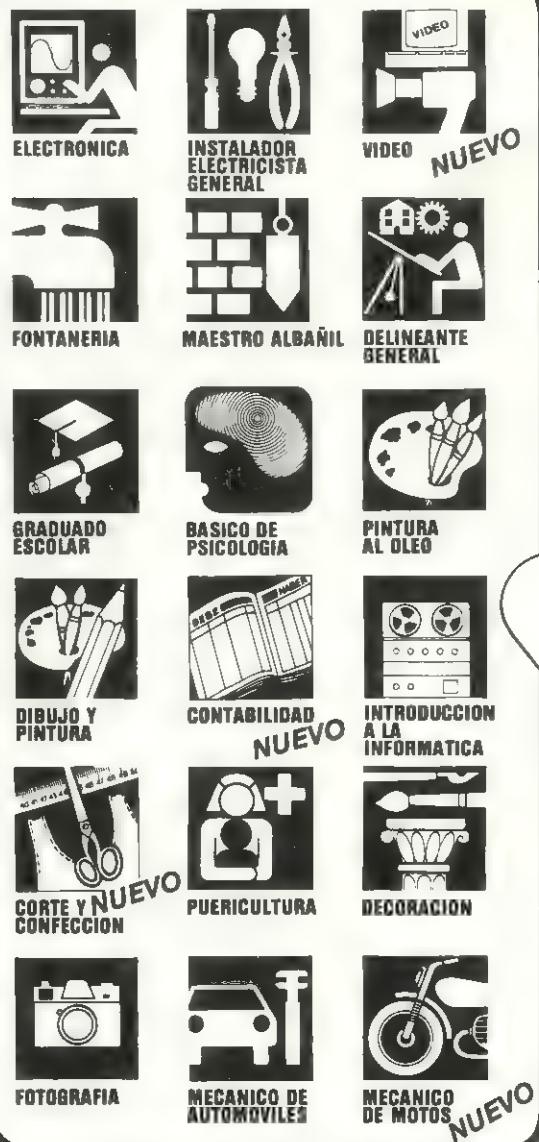 VIDEO
ELECTRONICA
INSTALADOR
ELECTRICISTA
GENERAL
VIDEO
NUEVO
FONTANERIA
MAESTRO ALBAÑIL
DELINEANTE
GENERAL
GRADUADO
ESCOLAR
BASICO DE
PSICOLOGIA
PINTURA
AL OLEO
DIBUJO Y
PINTURA
DEBE
HABER
CONTABILIDAD
NUEVO
INTRODUCCION
A LA
INFORMATICA
CORTE Y
CONFECCION
NUEVO
PUERICULTURA
DECORACION
FOTOGRAFIA
MECANICO DE
AUTOMOVILES
MECANICO
DE MOTOS
NUEVO